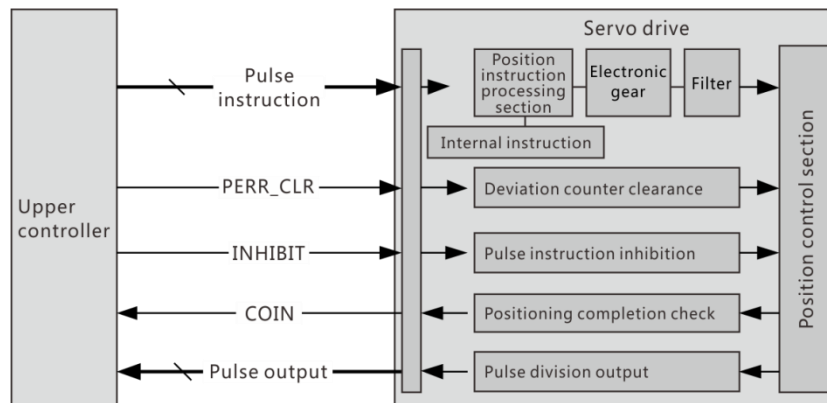 Servo drive
Upper
controller
Pulse
instruction
Position
instruction
processing
section
Electronic
gear
Filter
Internal instruction
PERR_CLR
Deviation counter clearance
INHIBIT
Pulse instruction inhibition
COIN
Positioning completion check
Pulse output
Pulse division output
Position control section